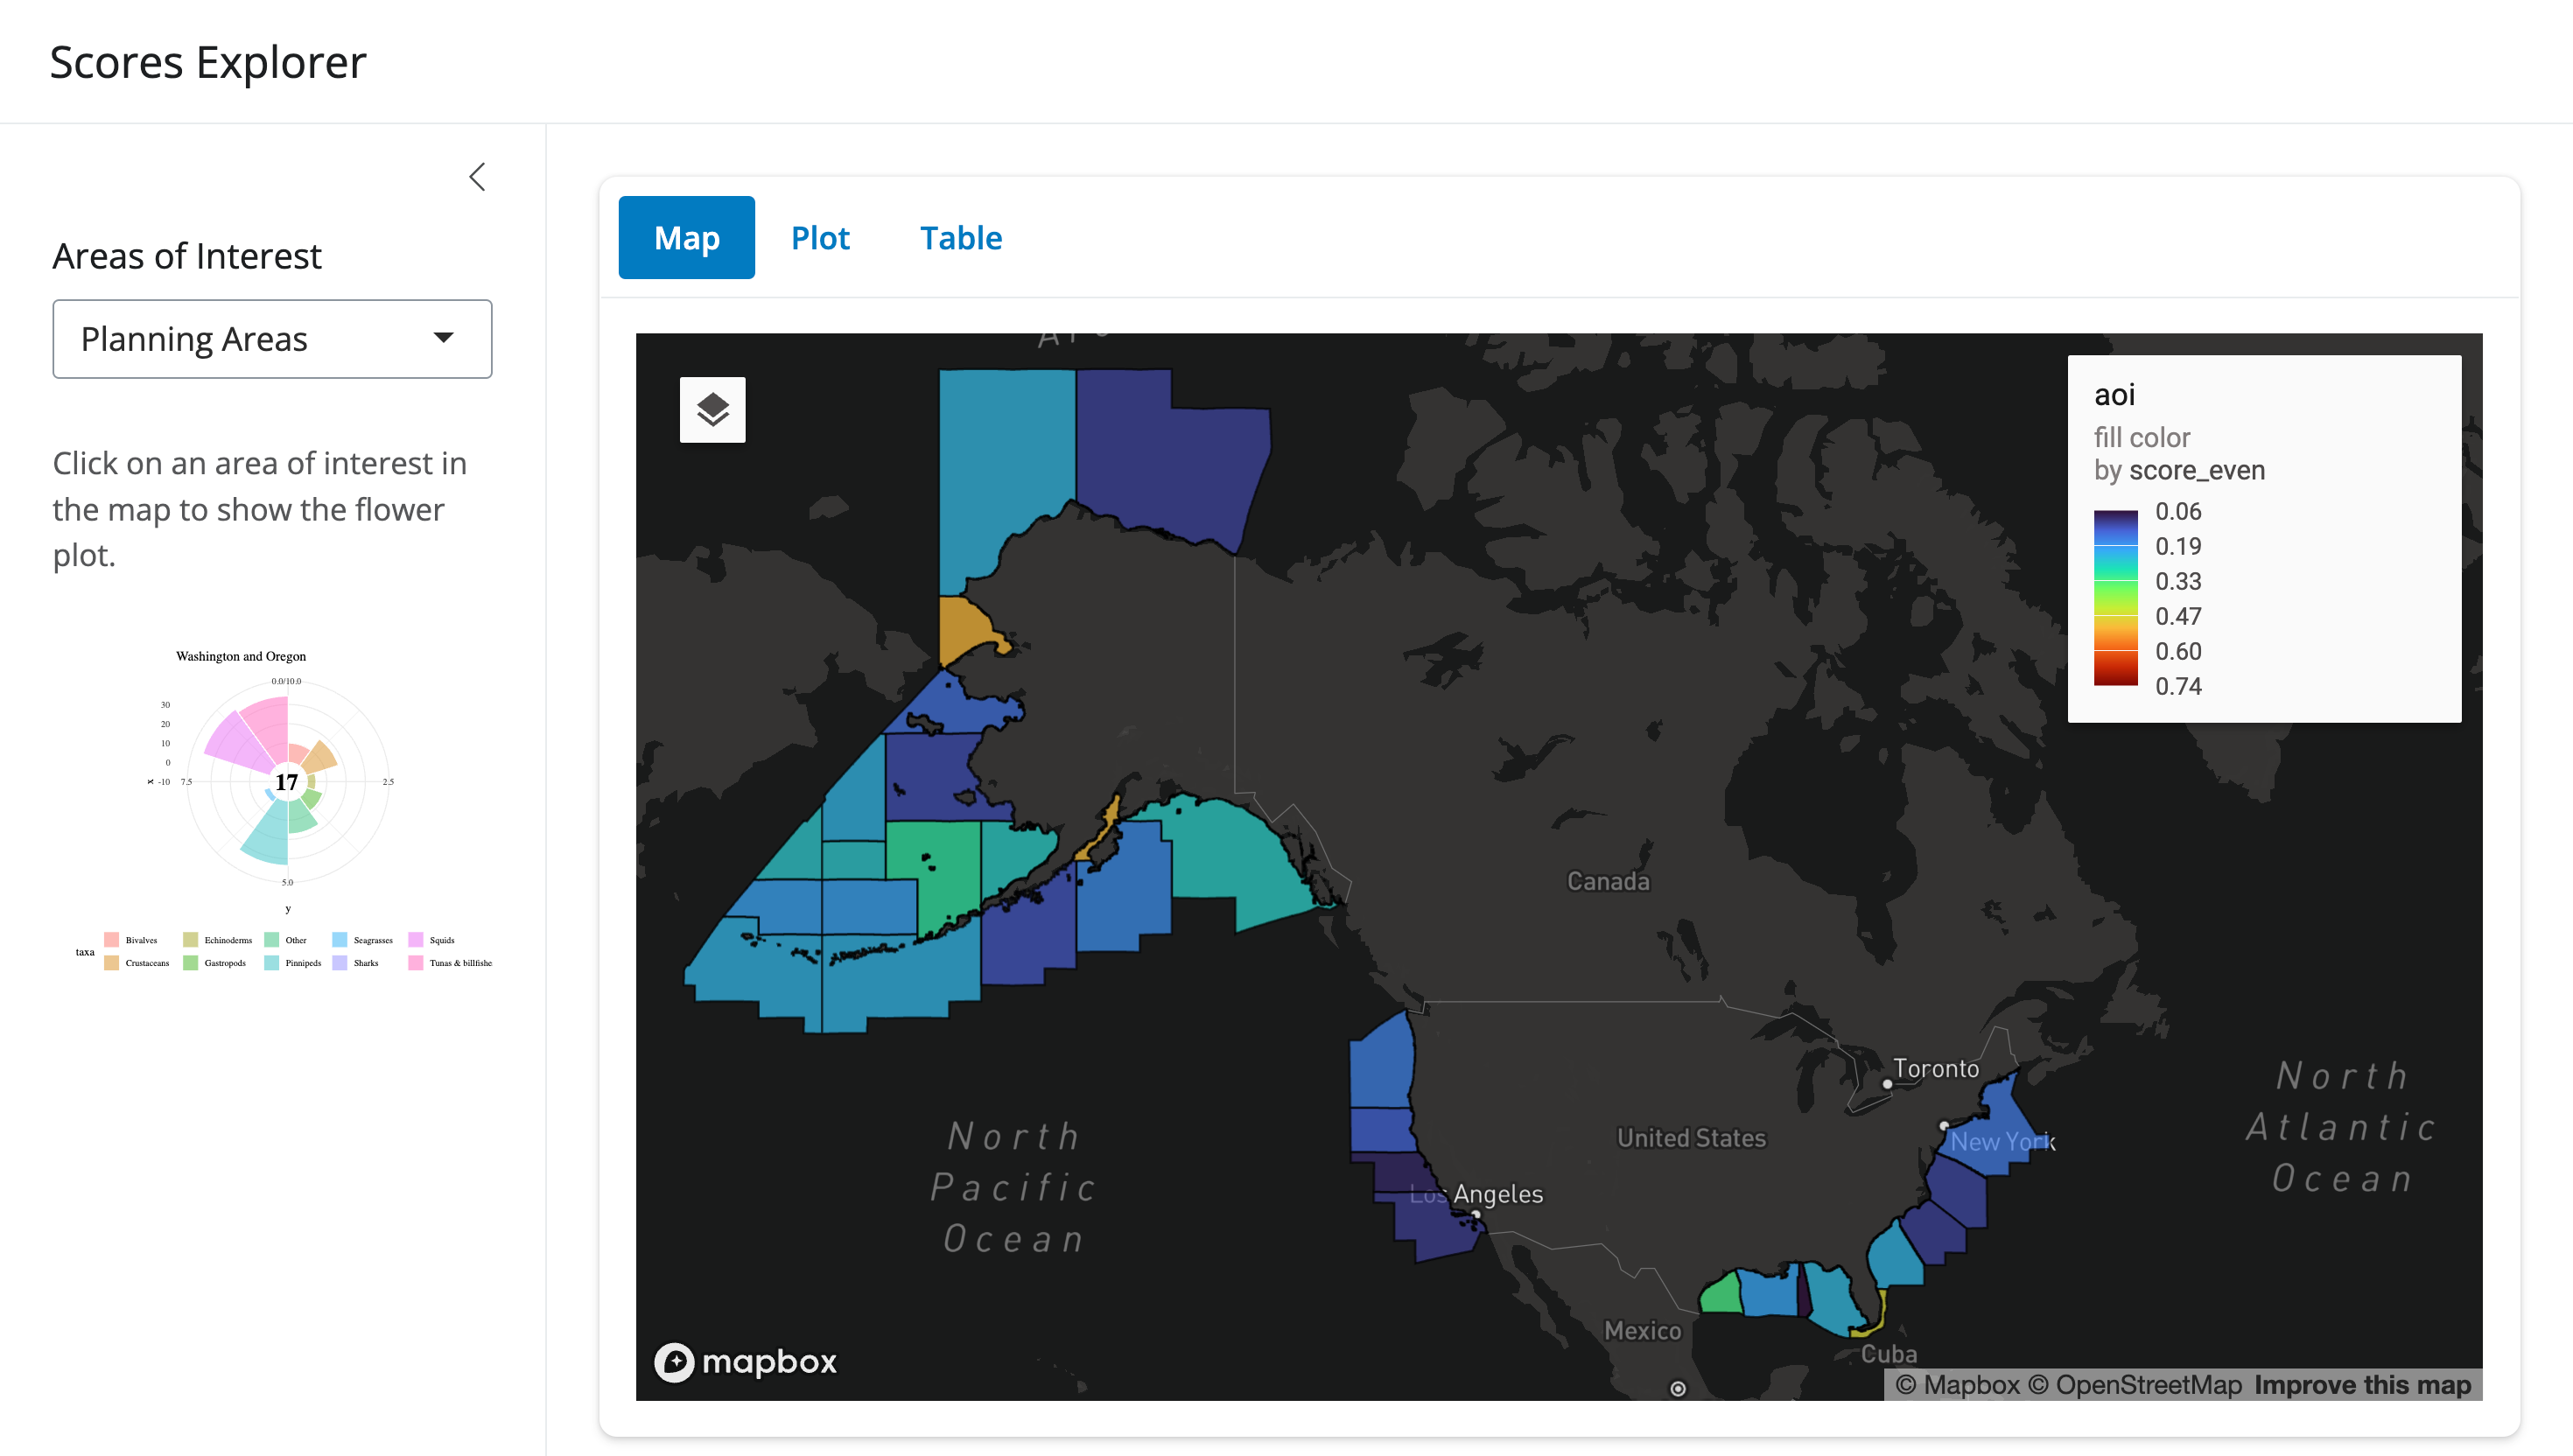 Scores Explorer
Areas of Interest
Planning Areas
Click on an area of interest in
the map to show the flower
plot.
Washington and Oregon
0.0/10.0
30
20
10
0
x -10 7.5
17
2.5
5.0
y
taxa
Bivalves Echinoderms Other Seagrasses Squids
Crustaceans Gastropods Pinnipeds Sharks Tunas & billfishe
Map Plot Table
aoi
fill color
by score_even
0.06
0.19
0.33
0.47
0.60
0.74
Canada
Toronto
New York
United States
Los Angeles
Mexico
Cuba
North
Pacific
Ocean
North
Atlantic
Ocean
mapbox
© Mapbox © OpenStreetMap Improve this map